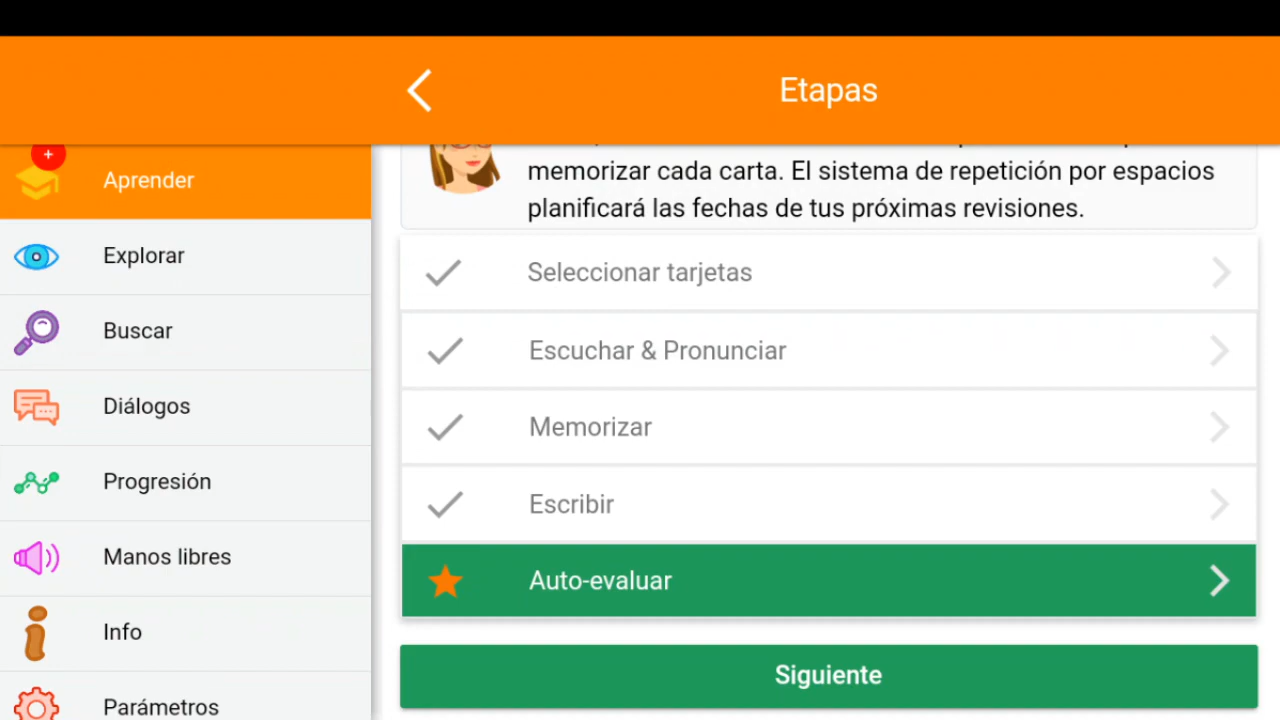 Etapas
+
Aprender
Explorar
Buscar
Diálogos
Progresión
Manos libres
Info
Parámetros
memorizar cada carta. El sistema de repetición por espacios
planificará las fechas de tus próximas revisiones.
Seleccionar tarjetas
Escuchar & Pronunciar
Memorizar
Escribir
Auto-evaluar
Siguiente